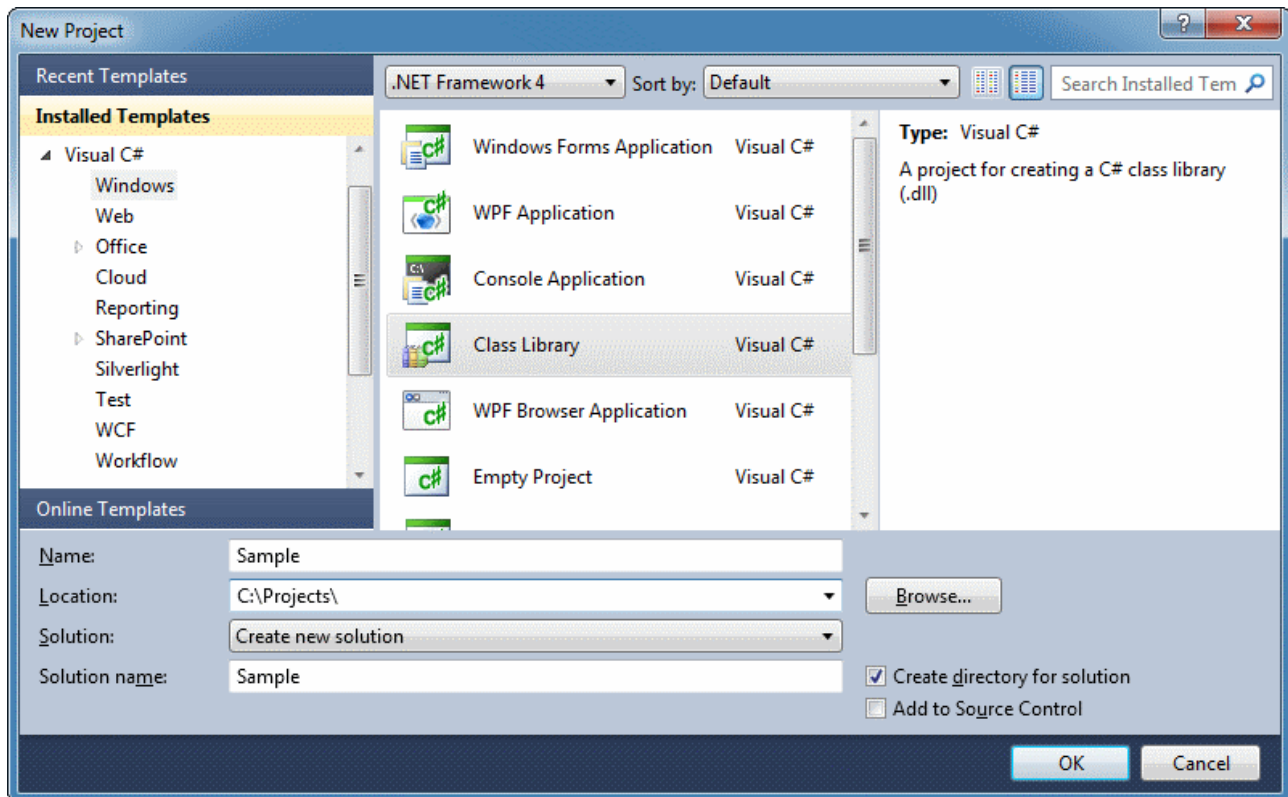 New Project
Recent Templates
Installed Templates
Visual C#
Windows
Web
Office
Cloud
Reporting
SharePoint
Silverlight
Test
WCF
Workflow
Online Templates
.NET Framework 4 Sort by: Default Search Installed Tem
Windows Forms Application Visual C#
WPF Application Visual C#
Console Application Visual C#
Class Library Visual C#
WPF Browser Application Visual C#
Empty Project Visual C#
Type: Visual C#
A project for creating a C# class library
(.dll)
Name: Sample
Location: C:\Projects\ Browse...
Solution: Create new solution
Solution name: Sample Create directory for solution
Add to Source Control
OK Cancel